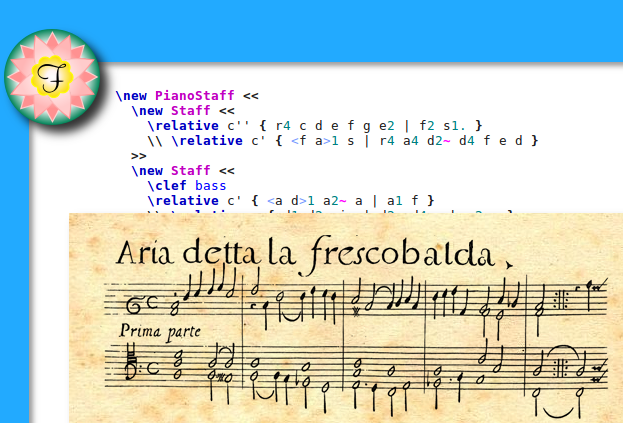 F
\new PianoStaff <<
\new Staff <<
\relative c'' { r4 c d e f g e2 | f2 s1. }
\\ \relative c' { <f a>1 s | r4 a4 d2~ d4 f e d }
>>
\new Staff <<
\clef bass
\relative c' { <a d>1 a2~ a | a1 f }
Aria detta la frescobalda.
Prima parte